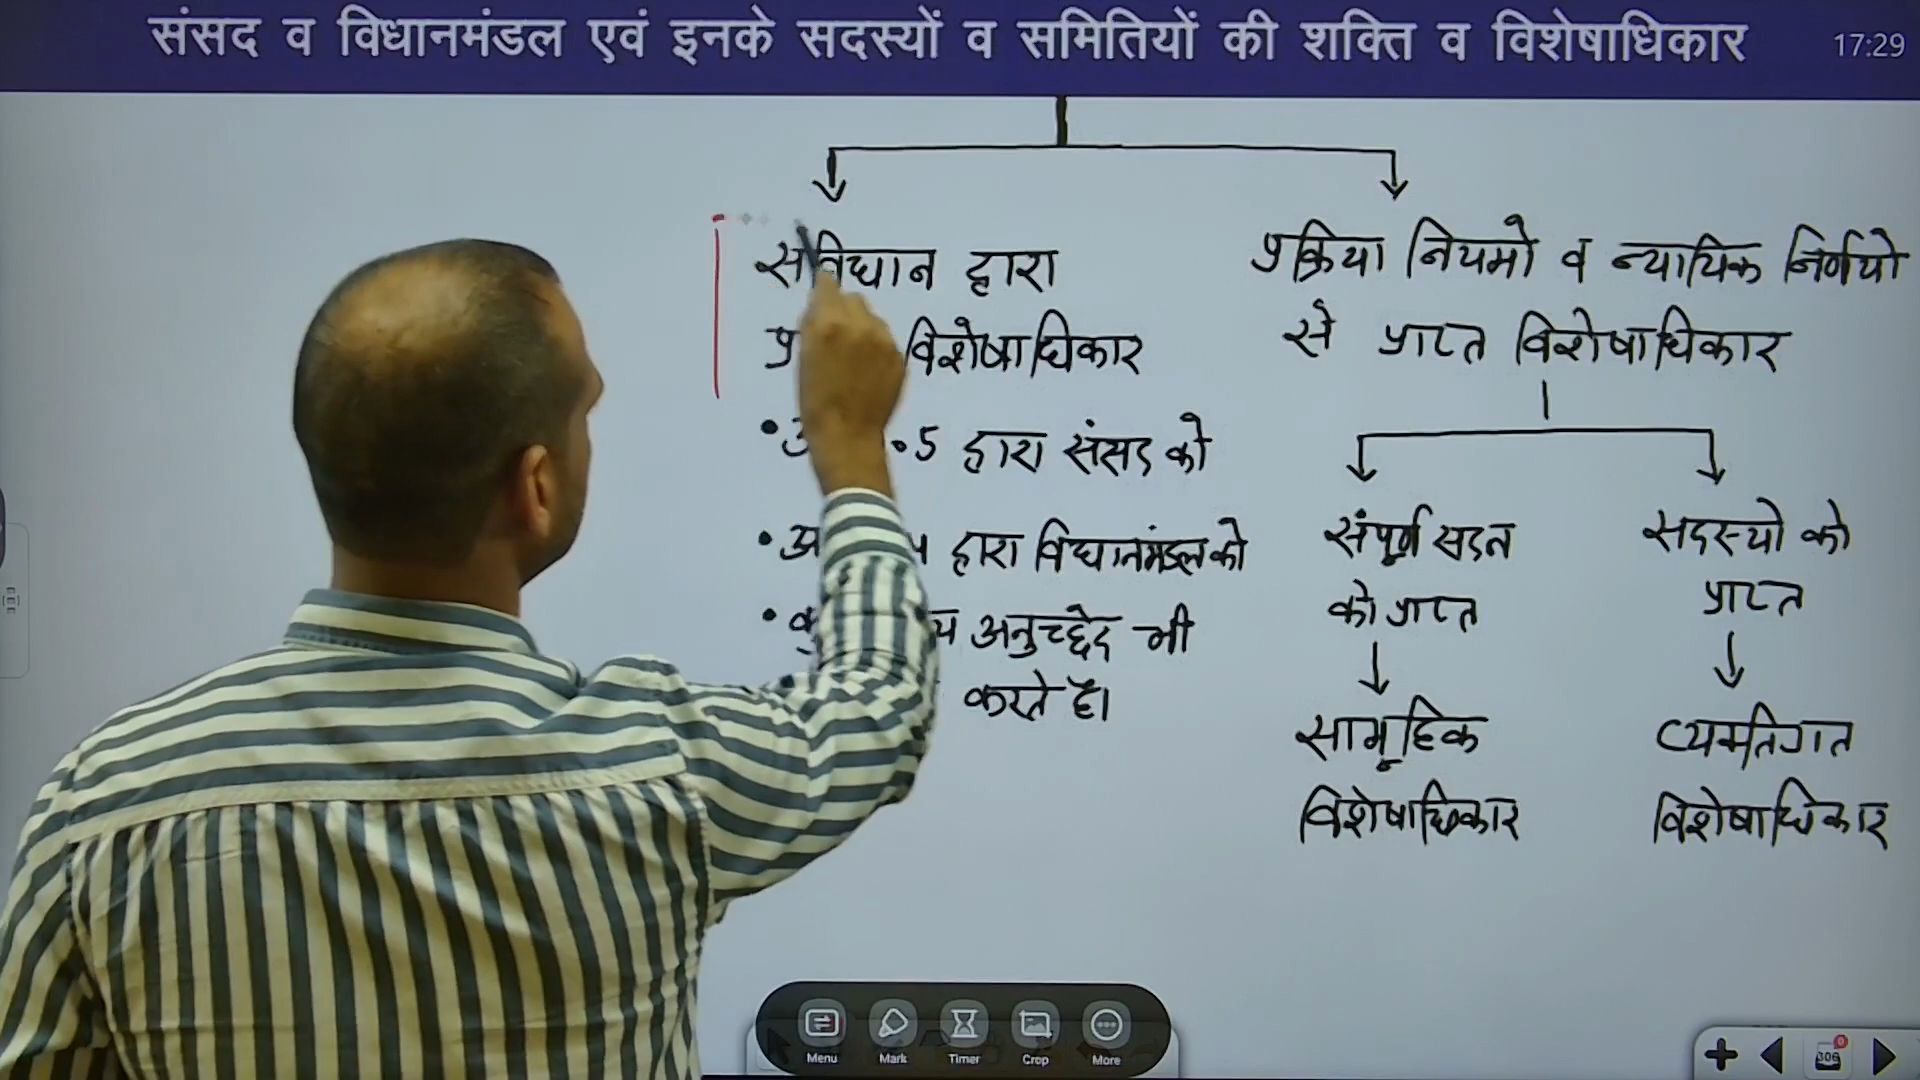 संसद व विधानमंडल एवं इनके सदस्यों व समितियों की शक्ति व विशेषाधिकार
17:29
संविधान द्वारा
विशेषाधिकार
5 द्वारा संसद को
द्वारा विधानमंडल को
अनुच्छेद भी
करते है।
प्रक्रिया नियमो व न्यायिक निर्णयो
से प्राप्त विशेषाधिकार
संपूर्ण सदन
को प्राप्त
सामूहिक
विशेषाधिकार
सदस्यो को
प्राप्त
व्यक्तिगत
विशेषाधिकार
Menu Mark Timer Crop More
306